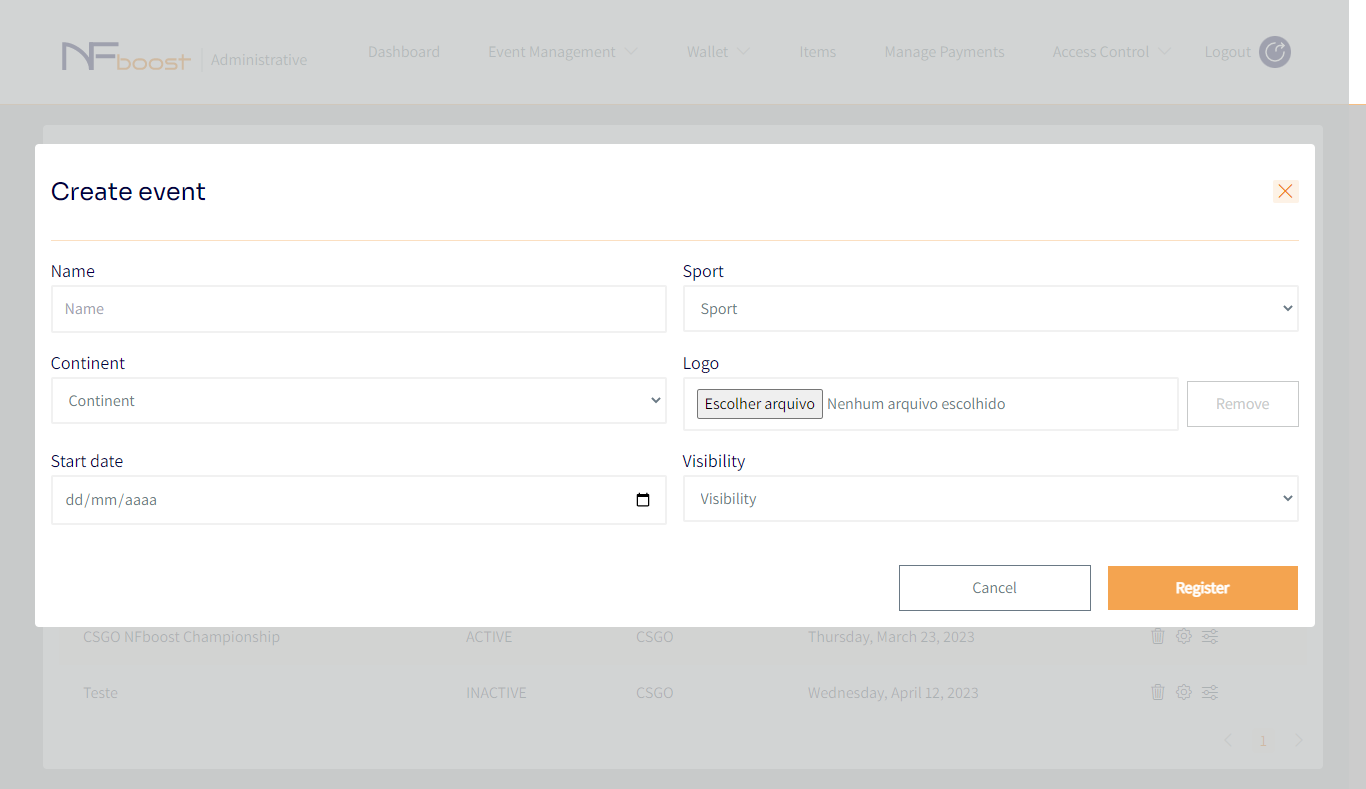 NFboost Administrative Dashboard Event Management Wallet Items Manage Payments Access Control Logout
Create event
Name Sport
Name Sport
Continent Logo
Continent Escolher arquivo Nenhum arquivo escolhido Remove
Start date Visibility
dd/mm/aaaa Visibility
Cancel Register
CSGO NFboost Championship ACTIVE CSGO Thursday, March 23, 2023
Teste INACTIVE CSGO Wednesday, April 12, 2023
1